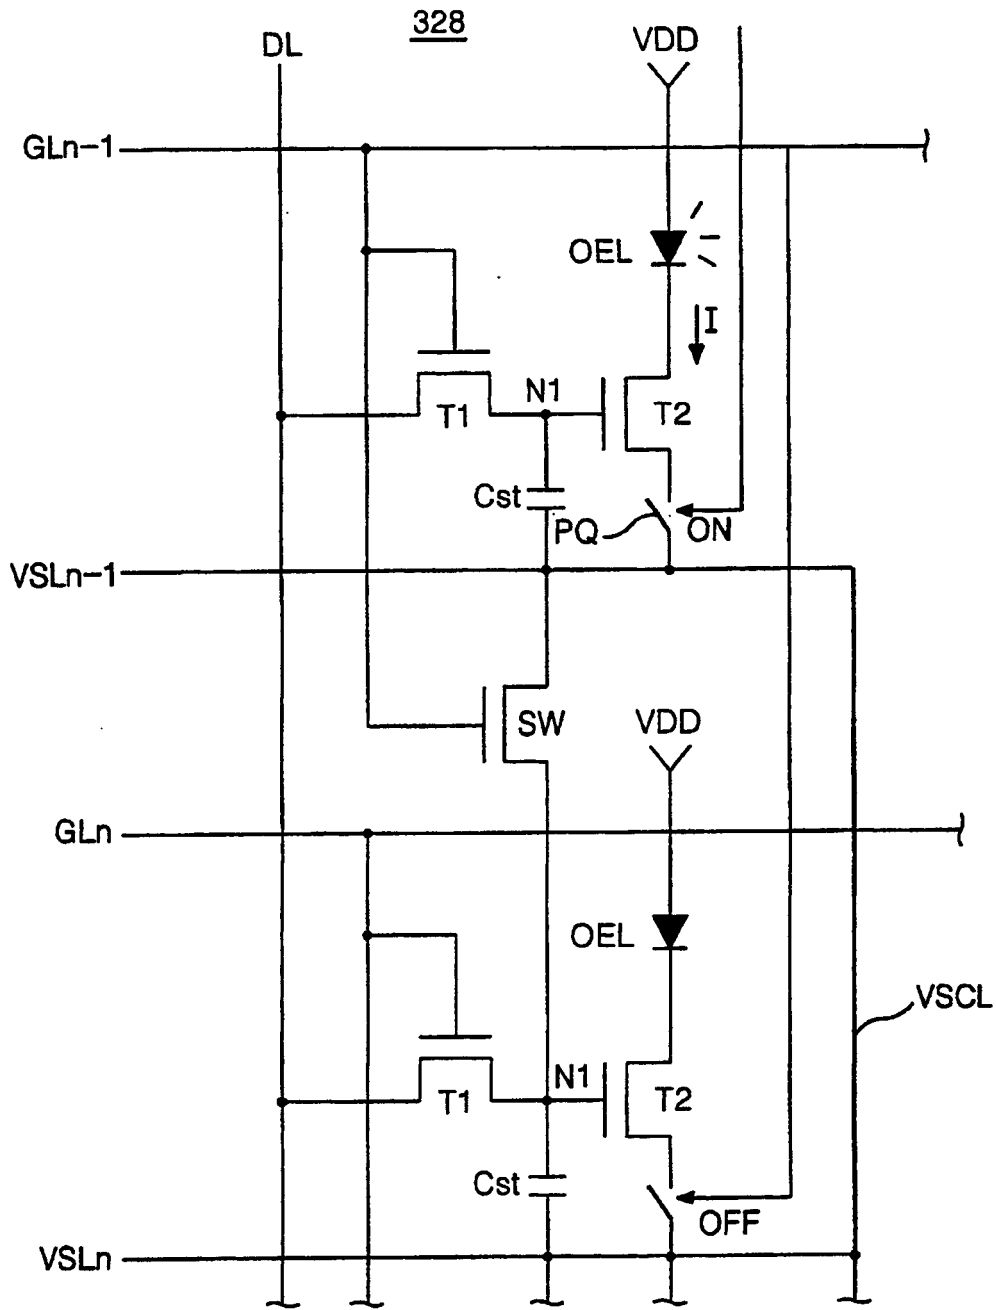 328
DL
VDD
GLn-1
OEL
I
N1
T1
T2
Cst
PQ
ON
VSLn-1
SW
VDD
GLn
OEL
VSCL
N1
T1
T2
Cst
OFF
VSLn